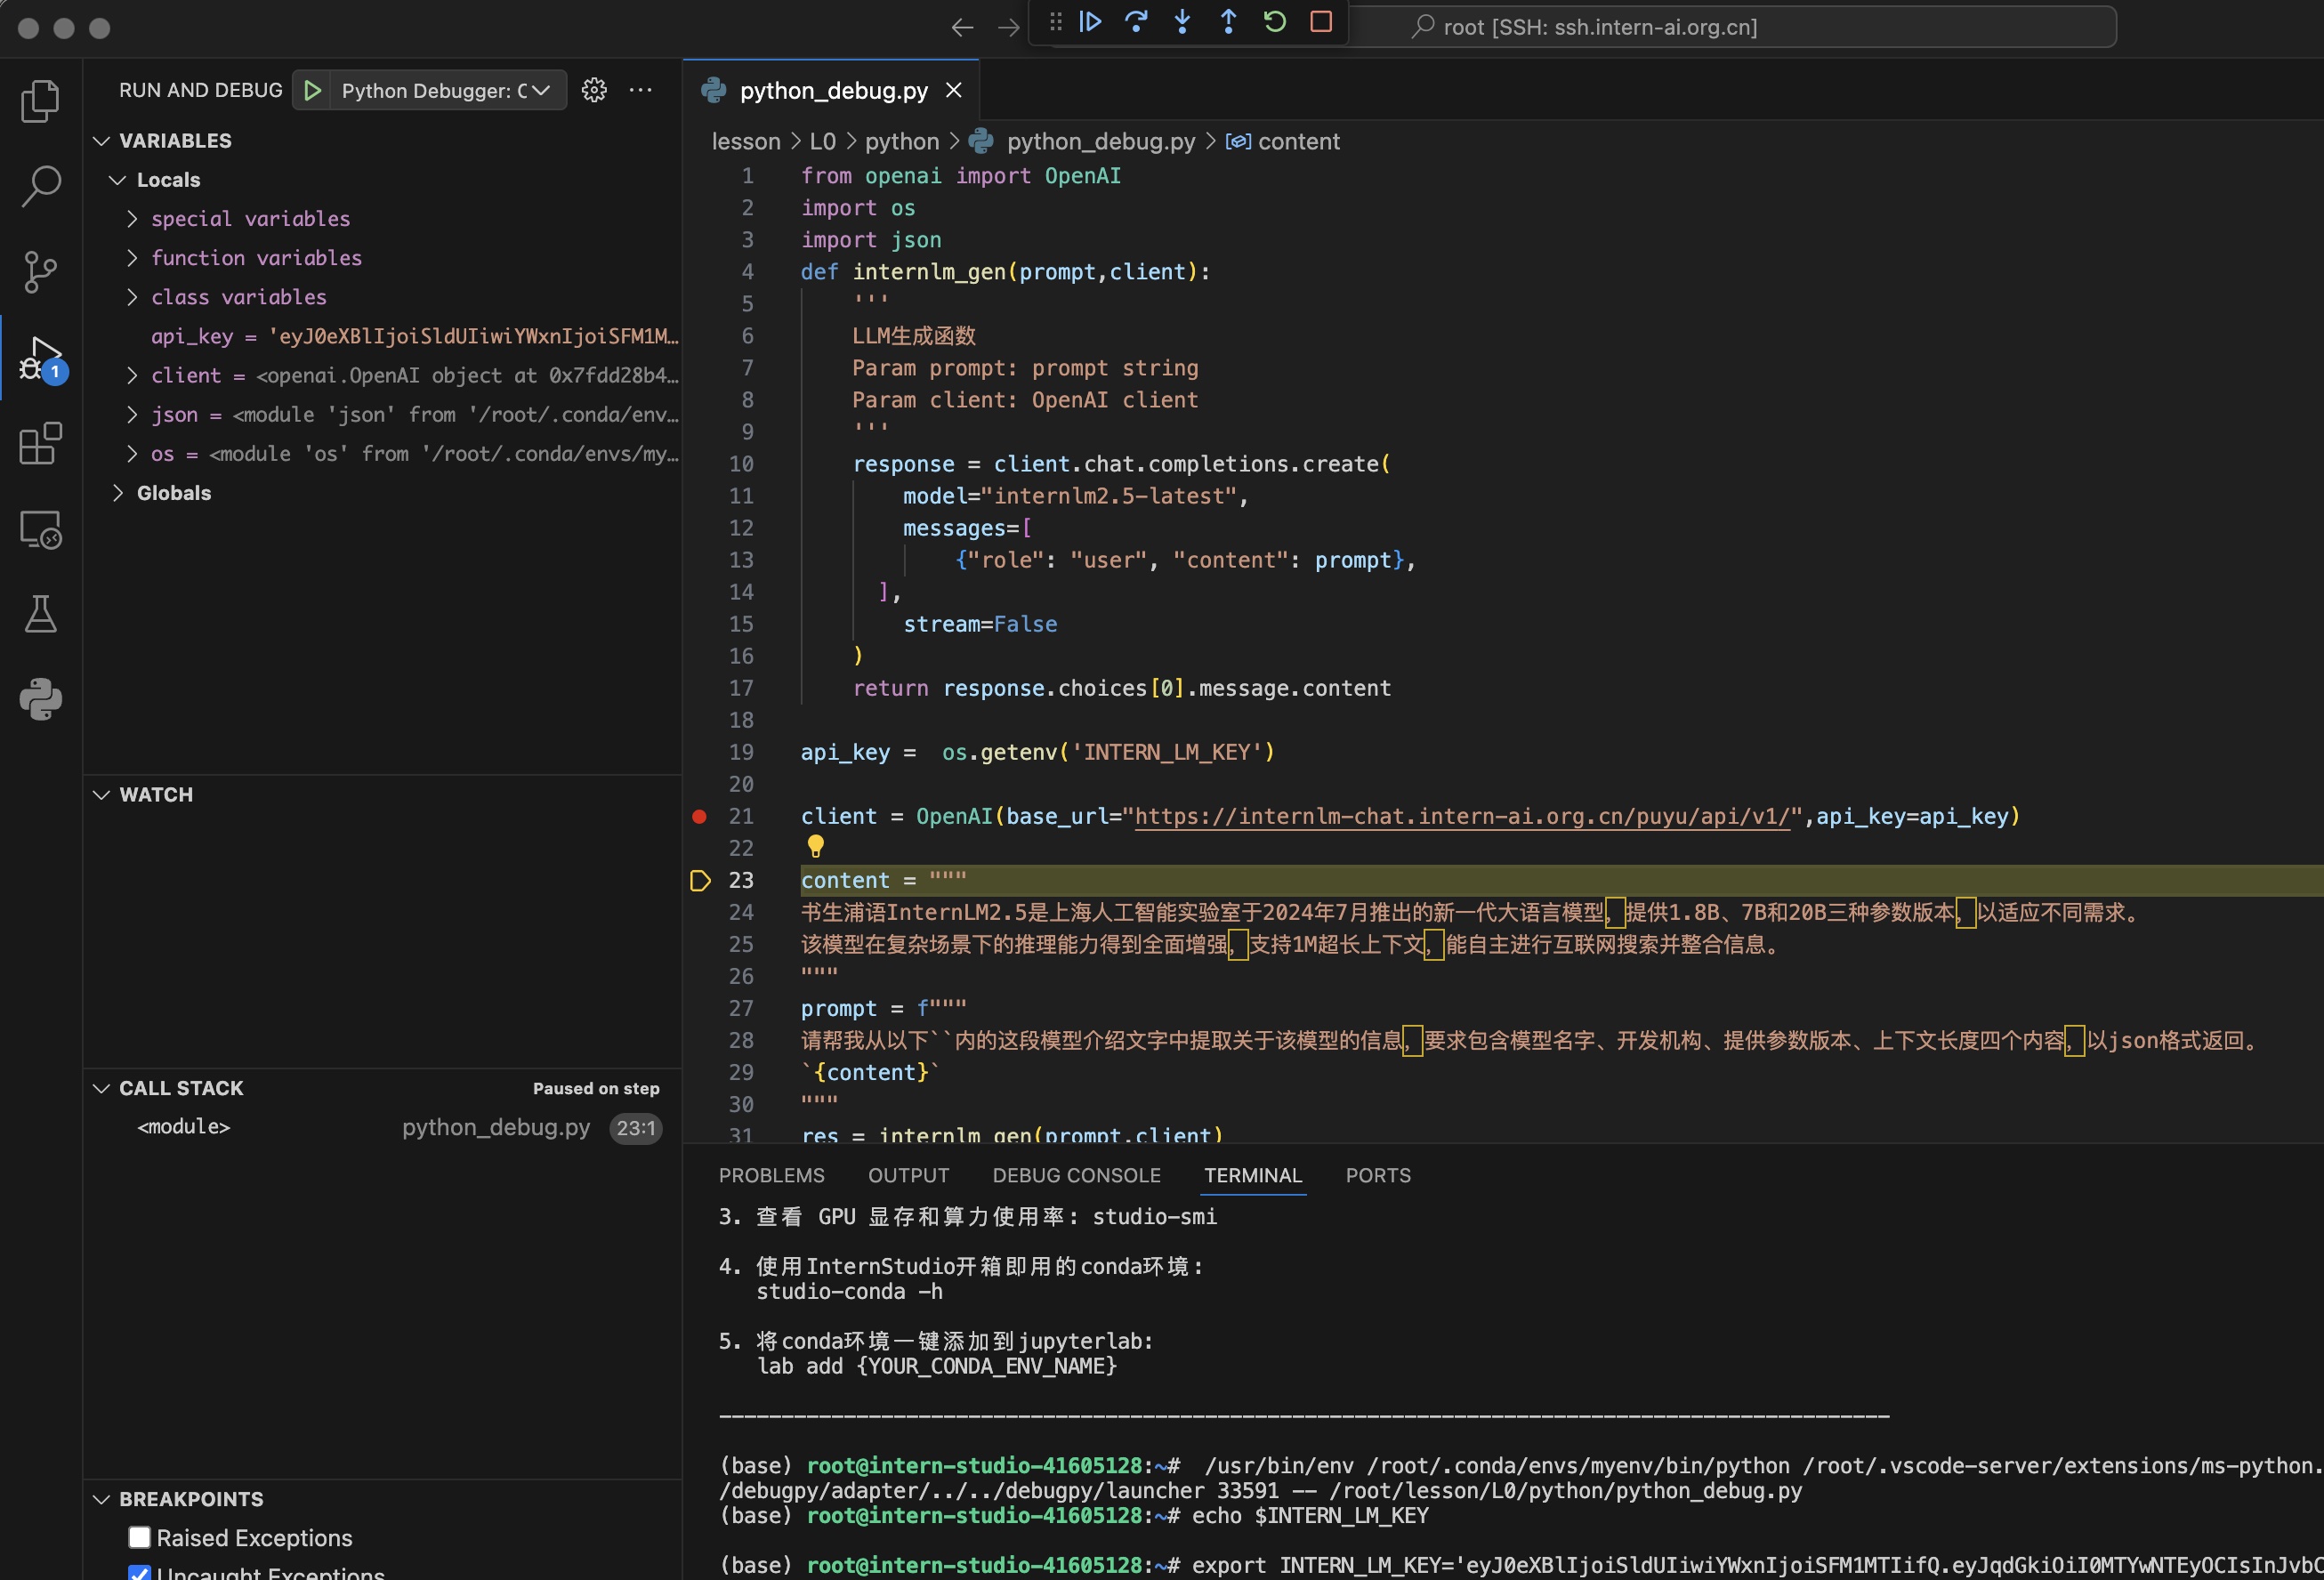 root [SSH: ssh.intern-ai.org.cn]
RUN AND DEBUG
Python Debugger: C
VARIABLES
Locals
special variables
function variables
class variables
api_key = 'eyJ0eXBlIjoiSldUIiwiYWxnIjoiSFM1M…
client = <openai.OpenAI object at 0x7fdd28b4…
json = <module 'json' from '/root/.conda/env…
os = <module 'os' from '/root/.conda/envs/my…
Globals
1
WATCH
CALL STACK
Paused on step
<module>
python_debug.py
23:1
BREAKPOINTS
Raised Exceptions
Uncaught Exceptions
python_debug.py
lesson > L0 > python > python_debug.py > content
1 from openai import OpenAI
2 import os
3 import json
4 def internlm_gen(prompt,client):
5 '''
6 LLM生成函数
7 Param prompt: prompt string
8 Param client: OpenAI client
9 '''
10 response = client.chat.completions.create(
11 model="internlm2.5-latest",
12 messages=[
13 {"role": "user", "content": prompt},
14 ],
15 stream=False
16 )
17 return response.choices[0].message.content
18
19 api_key =  os.getenv('INTERN_LM_KEY')
20
21 client = OpenAI(base_url="https://internlm-chat.intern-ai.org.cn/puyu/api/v1/",api_key=api_key)
22
23 content = """
24 书生浦语InternLM2.5是上海人工智能实验室于2024年7月推出的新一代大语言模型，提供1.8B、7B和20B三种参数版本，以适应不同需求。
25 该模型在复杂场景下的推理能力得到全面增强，支持1M超长上下文，能自主进行互联网搜索并整合信息。
26 """
27 prompt = f"""
28 请帮我从以下``内的这段模型介绍文字中提取关于该模型的信息，要求包含模型名字、开发机构、提供参数版本、上下文长度四个内容，以json格式返回。
29 `{content}`
30 """
31 res = internlm_gen(prompt,client)
PROBLEMS OUTPUT DEBUG CONSOLE TERMINAL PORTS
3. 查看 GPU 显存和算力使用率: studio-smi
4. 使用InternStudio开箱即用的conda环境:
studio-conda -h
5. 将conda环境一键添加到jupyterlab:
lab add {YOUR_CONDA_ENV_NAME}
(base) root@intern-studio-41605128:~#  /usr/bin/env /root/.conda/envs/myenv/bin/python /root/.vscode-server/extensions/ms-python.
/debugpy/adapter/../../debugpy/launcher 33591 -- /root/lesson/L0/python/python_debug.py
(base) root@intern-studio-41605128:~# echo $INTERN_LM_KEY
(base) root@intern-studio-41605128:~# export INTERN_LM_KEY='eyJ0eXBlIjoiSldUIiwiYWxnIjoiSFM1MTIifQ.eyJqdGkiOiI0MTYwNTEyOCIsInJvbC